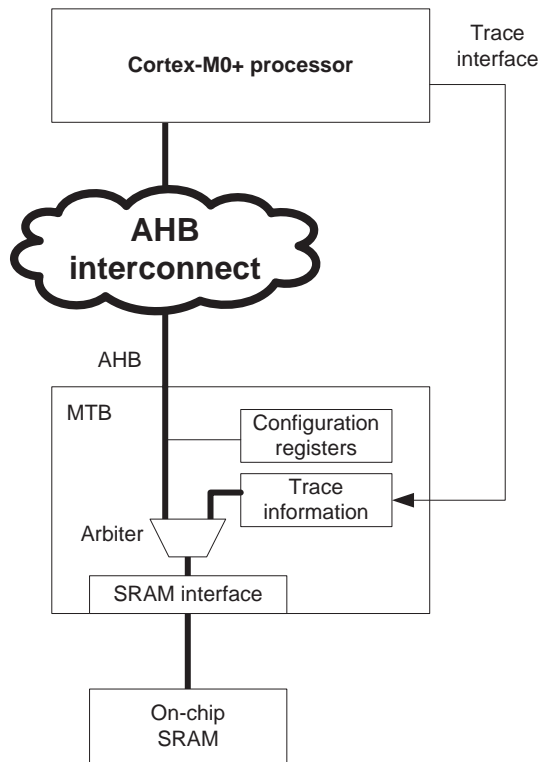 Cortex-M0+ processor
Trace
interface
AHB
interconnect
AHB
MTB
Configuration
registers
Trace
information
Arbiter
SRAM interface
On-chip
SRAM